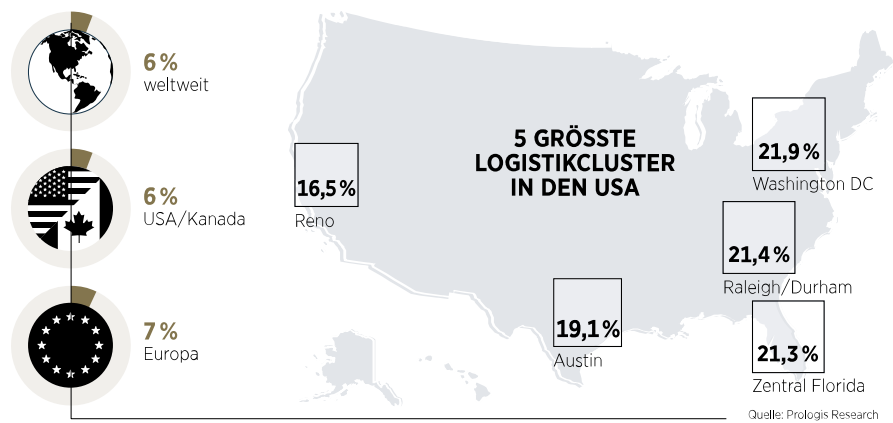 6 %
weltweit
6 %
USA/Kanada
7 %
Europa
5 GRÖSSTE
LOGISTIKCLUSTER
IN DEN USA
16,5 %
Reno
21,9 %
Washington DC
21,4 %
Raleigh/Durham
19,1 %
Austin
21,3 %
Zentral Florida
Quelle: Prologis Research